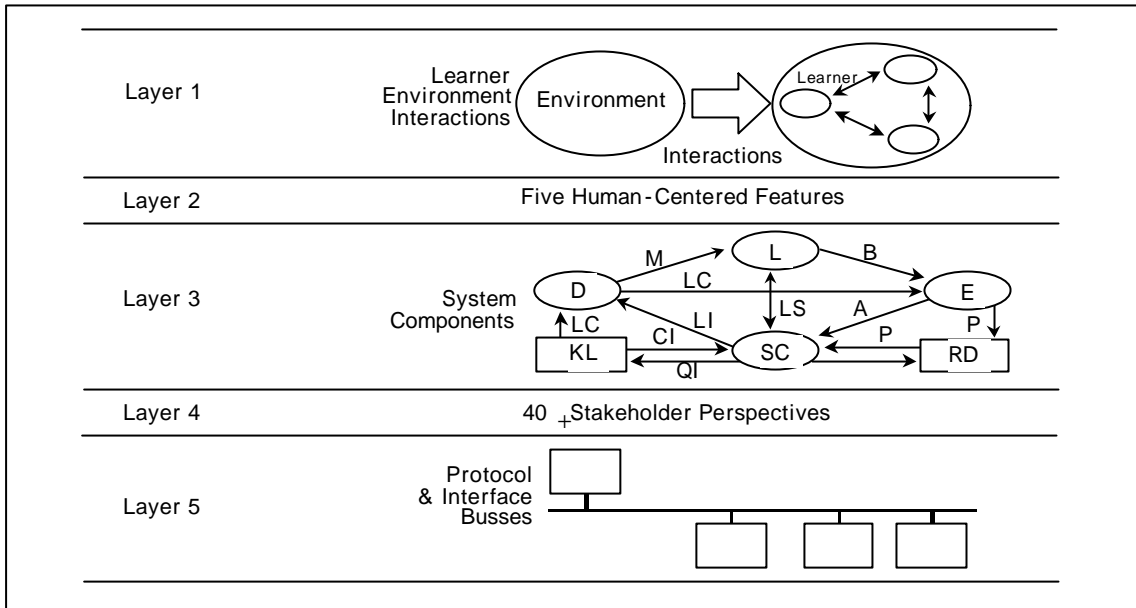 Layer 1
Learner
Environment
Interactions
Environment
Interactions
Learner
Layer 2
Five Human-Centered Features
Layer 3
System
Components
M
L
B
D
LC
E
LI
LS
A
LC
CI
P
P
KL
SC
RD
QI
Layer 4
40 +Stakeholder Perspectives
Layer 5
Protocol
& Interface
Busses